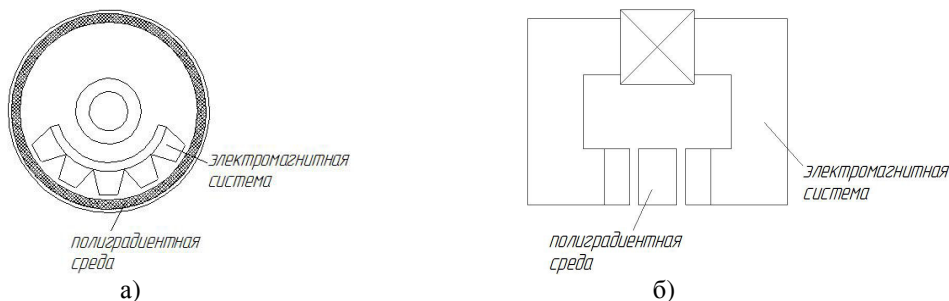 электромагнитная
система
полиградиентная
среда
а)
электромагнитная
система
полиградиентная
среда
б)